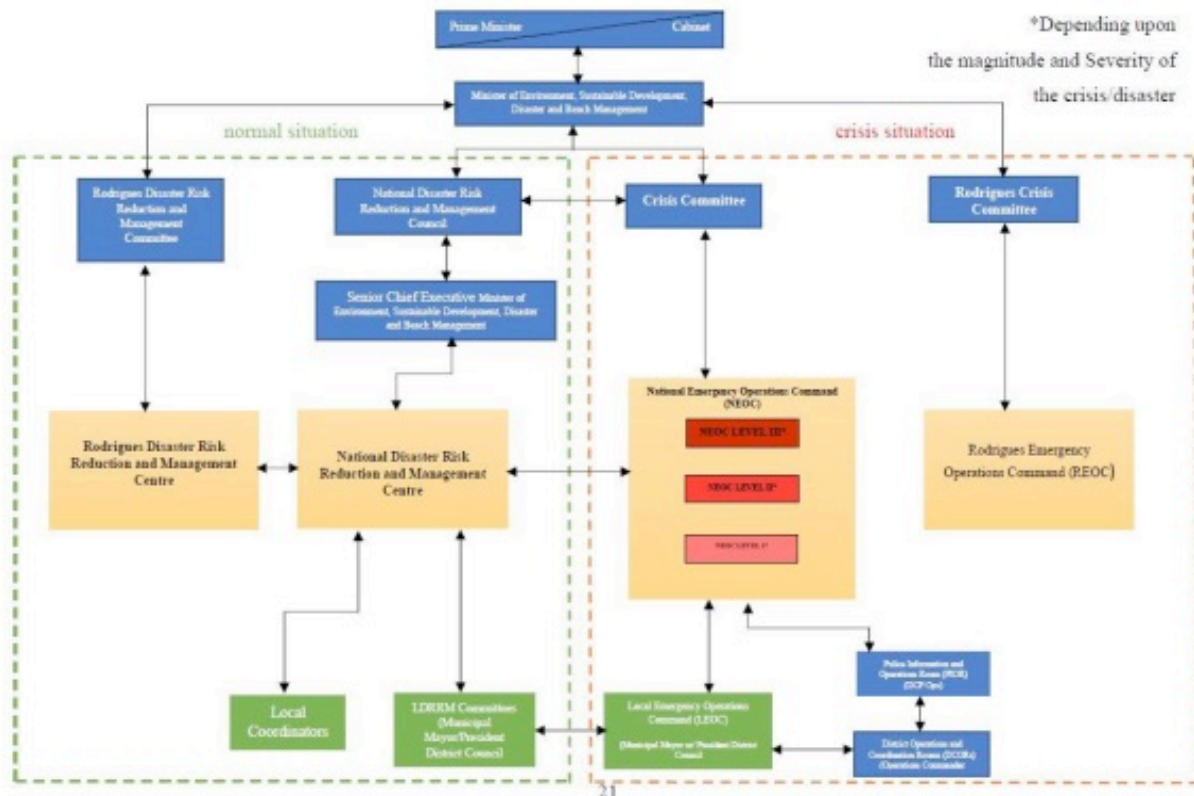 Prime Minister
Cabinet
*Depending upon
the magnitude and Severity of
the crisis/disaster
Minister of Environment, Sustainable Development,
Disaster and Beach Management
normal situation
crisis situation
Rodrigues Disaster Risk
Reduction and
Management
Committee
National Disaster Risk
Reduction and Management
Council
Crisis Committee
Rodrigues Crisis
Committee
Senior Chief Executive Minister of
Environment, Sustainable Development, Disaster
and Beach Management
Rodrigues Disaster Risk
Reduction and Management
Centre
National Disaster Risk
Reduction and Management
Centre
National Emergency Operations Command
(NEOC)
NEOC LEVEL III*
NEOC LEVEL II*
NEOC LEVEL I*
Rodrigues Emergency
Operations Command (REOC)
Local
Coordinators
LDRRM Committees
(Municipal
Mayor/President
District Council
Local Emergency Operations
Command (LEOC)
(Municipal Mayor or President District
Council
Police Information and
Operations Room
District Operations and
Coordination Rooms (DCORs)
(Operations Commander
21